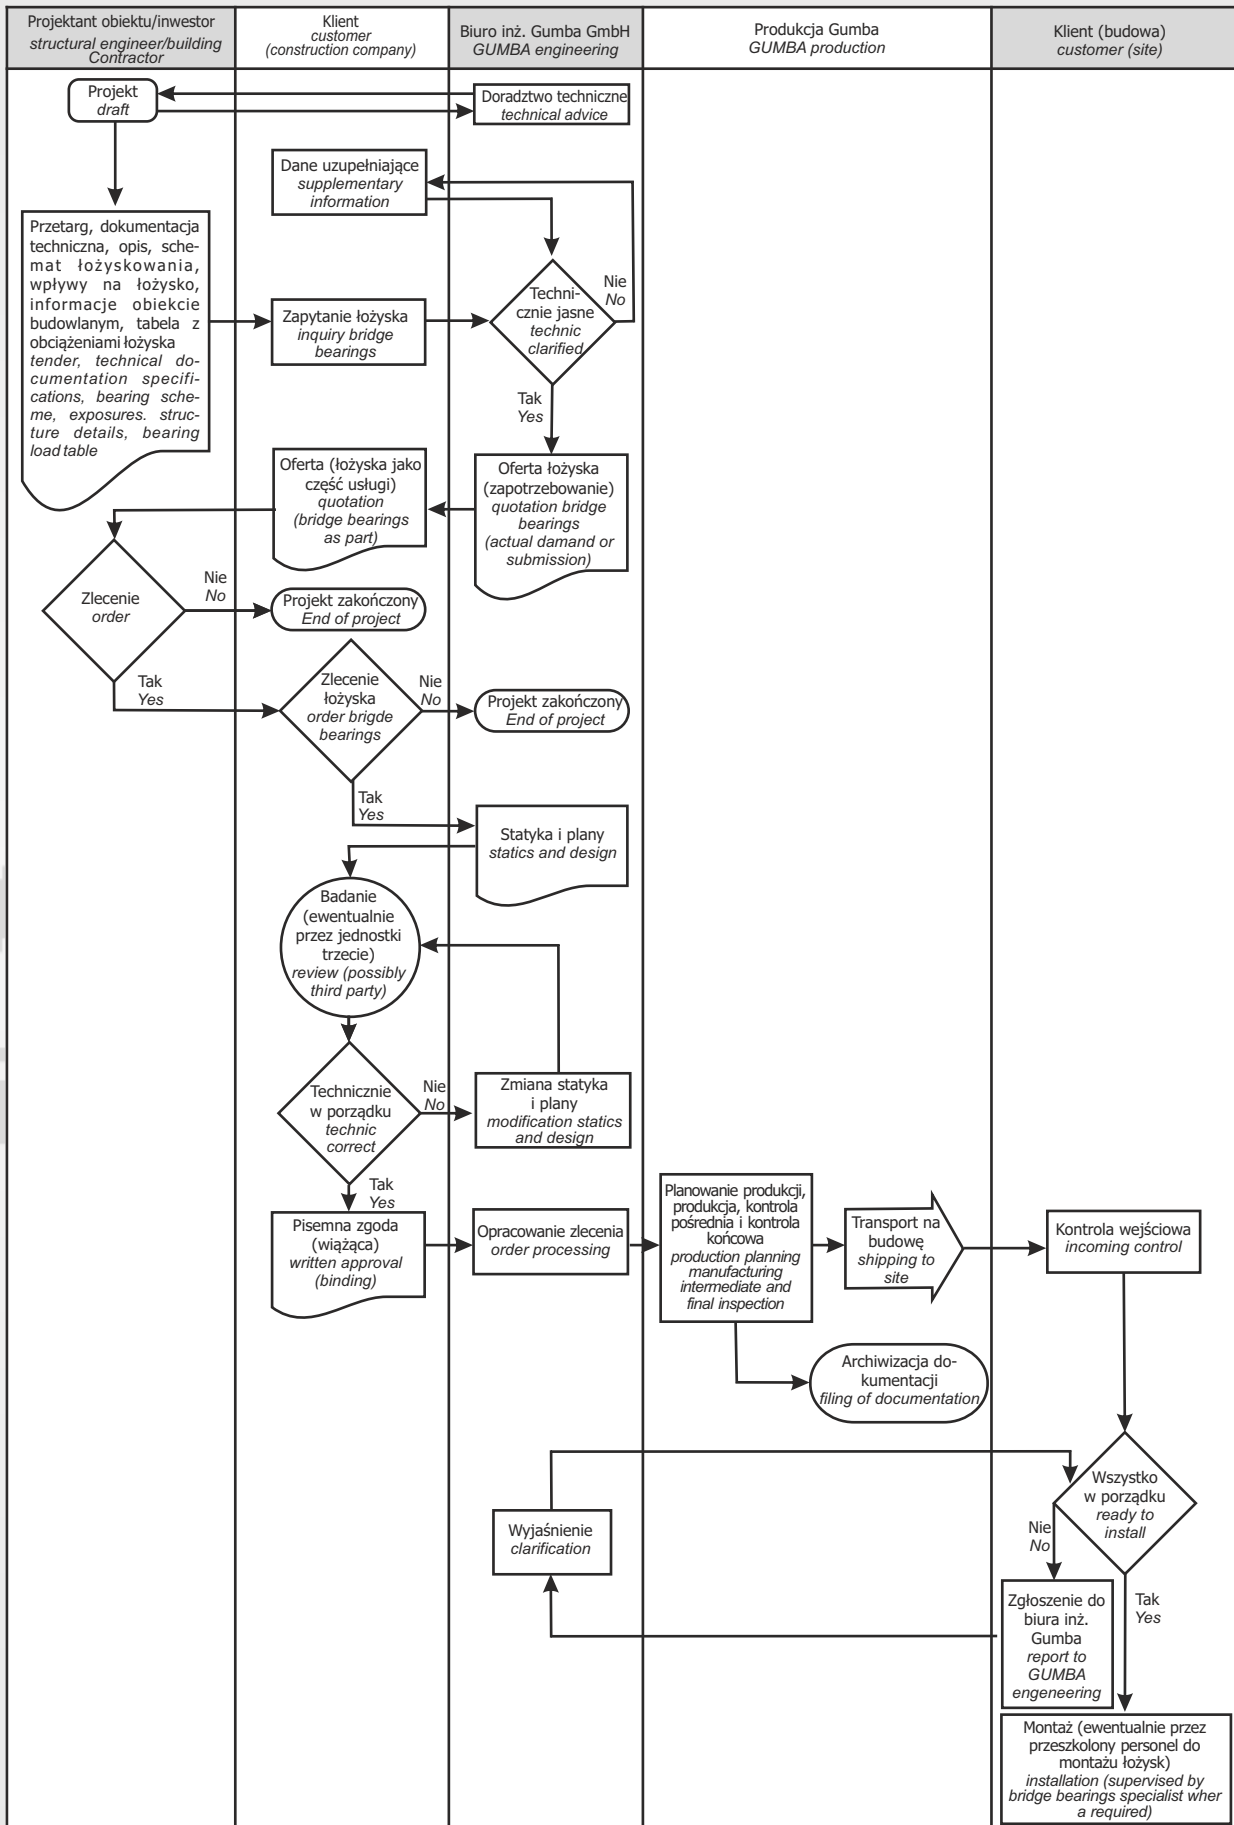 Projektant obiektu/inwestor
structural engineer/building
Contractor
Klient
customer
(construction company)
Biuro inż. Gumba GmbH
GUMBA engineering
Produkcja Gumba
GUMBA production
Klient (budowa)
customer (site)
Projekt
draft
Doradztwo techniczne
technical advice
Dane uzupełniające
supplementary
information
Przetarg, dokumentacja
techniczna, opis, sche-
mat łożyskowania,
wpływy na łożysko,
informacje obiekcie
budowlanym, tabela z
obciążeniami łożyska
tender, technical do-
cumentation specifi-
cations, bearing sche-
me, exposures. struc-
ture details, bearing
load table
Zapytanie łożyska
inquiry bridge
bearings
Techni-
cznie jasne
technic
clarified
Nie
No
Tak
Yes
Oferta (łożyska jako
część usługi)
quotation
(bridge bearings
as part)
Oferta łożyska
(zapotrzebowanie)
quotation bridge
bearings
(actual damand or
submission)
Zlecenie
order
Nie
No
Projekt zakończony
End of project
Tak
Yes
Zlecenie
łożyska
order brigde
bearings
Nie
No
Projekt zakończony
End of project
Tak
Yes
Statyka i plany
statics and design
Badanie
(ewentualnie
przez jednostki
trzecie)
review (possibly
third party)
Technicznie
w porządku
technic
correct
Nie
No
Zmiana statyka
i plany
modification statics
and design
Tak
Yes
Pisemna zgoda
(wiążąca)
written approval
(binding)
Opracowanie zlecenia
order processing
Planowanie produkcji,
produkcja, kontrola
pośrednia i kontrola
końcowa
production planning
manufacturing
intermediate and
final inspection
Transport na
budowę
shipping to
site
Kontrola wejściowa
incoming control
Archiwizacja do-
kumentacji
filing of documentation
Wszystko
w porządku
ready to
install
Nie
No
Wyjaśnienie
clarification
Zgłoszenie do
biura inż.
Gumba
report to
GUMBA
engeneering
Tak
Yes
Montaż (ewentualnie przez
przeszkolony personel do
montażu łożysk)
installation (supervised by
bridge bearings specialist wher
a required)